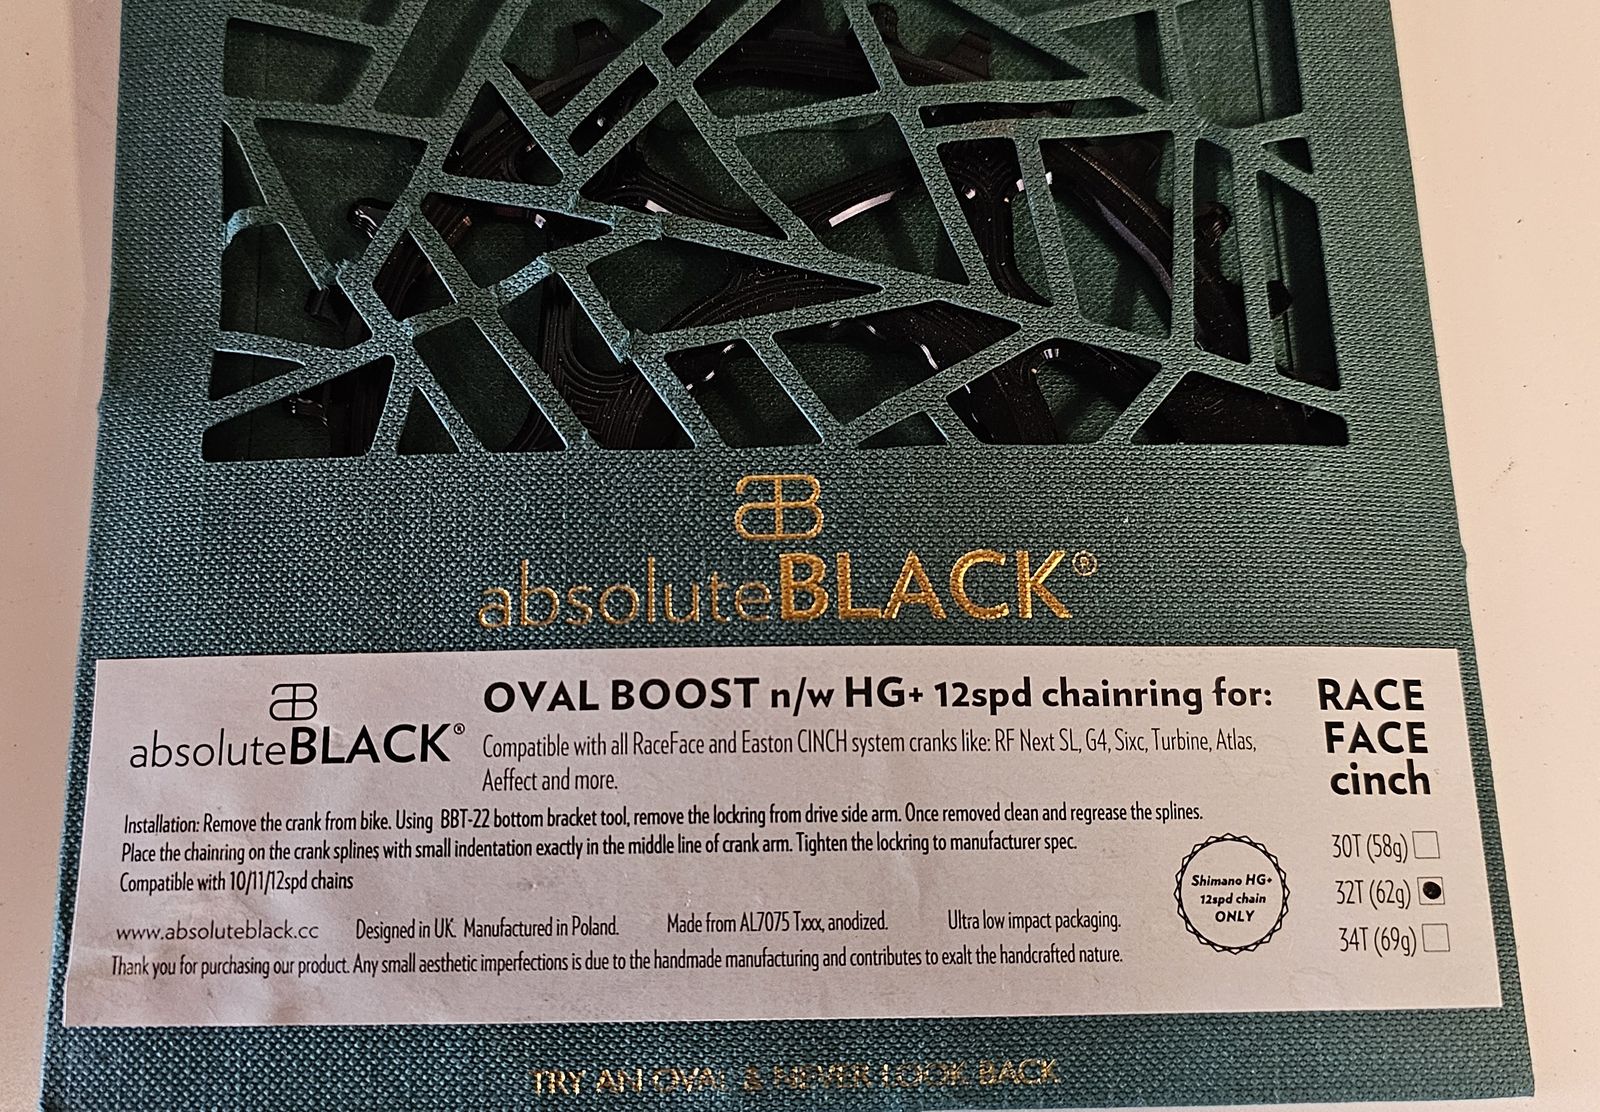 absoluteBLACK®
absoluteBLACK®
OVAL BOOST n/w HG+ 12spd chainring for:
Compatible with all RaceFace and Easton CINCH system cranks like: RF Next SL, G4, Sixc, Turbine, Atlas,
Aeffect and more.
RACE
FACE
cinch
Installation: Remove the crank from bike. Using BBT-22 bottom bracket tool, remove the lockring from drive side arm. Once removed clean and regrease the splines.
Place the chainring on the crank splines with small indentation exactly in the middle line of crank arm. Tighten the lockring to manufacturer spec.
Compatible with 10/11/12spd chains
Shimano HG+
12spd chain
ONLY
30T (58g)
32T (62g)
34T (69g)
www.absoluteblack.cc Designed in UK. Manufactured in Poland. Made from AL7075 Txxx, anodized. Ultra low impact packaging.
Thank you for purchasing our product. Any small aesthetic imperfections is due to the handmade manufacturing and contributes to exalt the handcrafted nature.
TRY AN OVAL & NEVER LOOK BACK